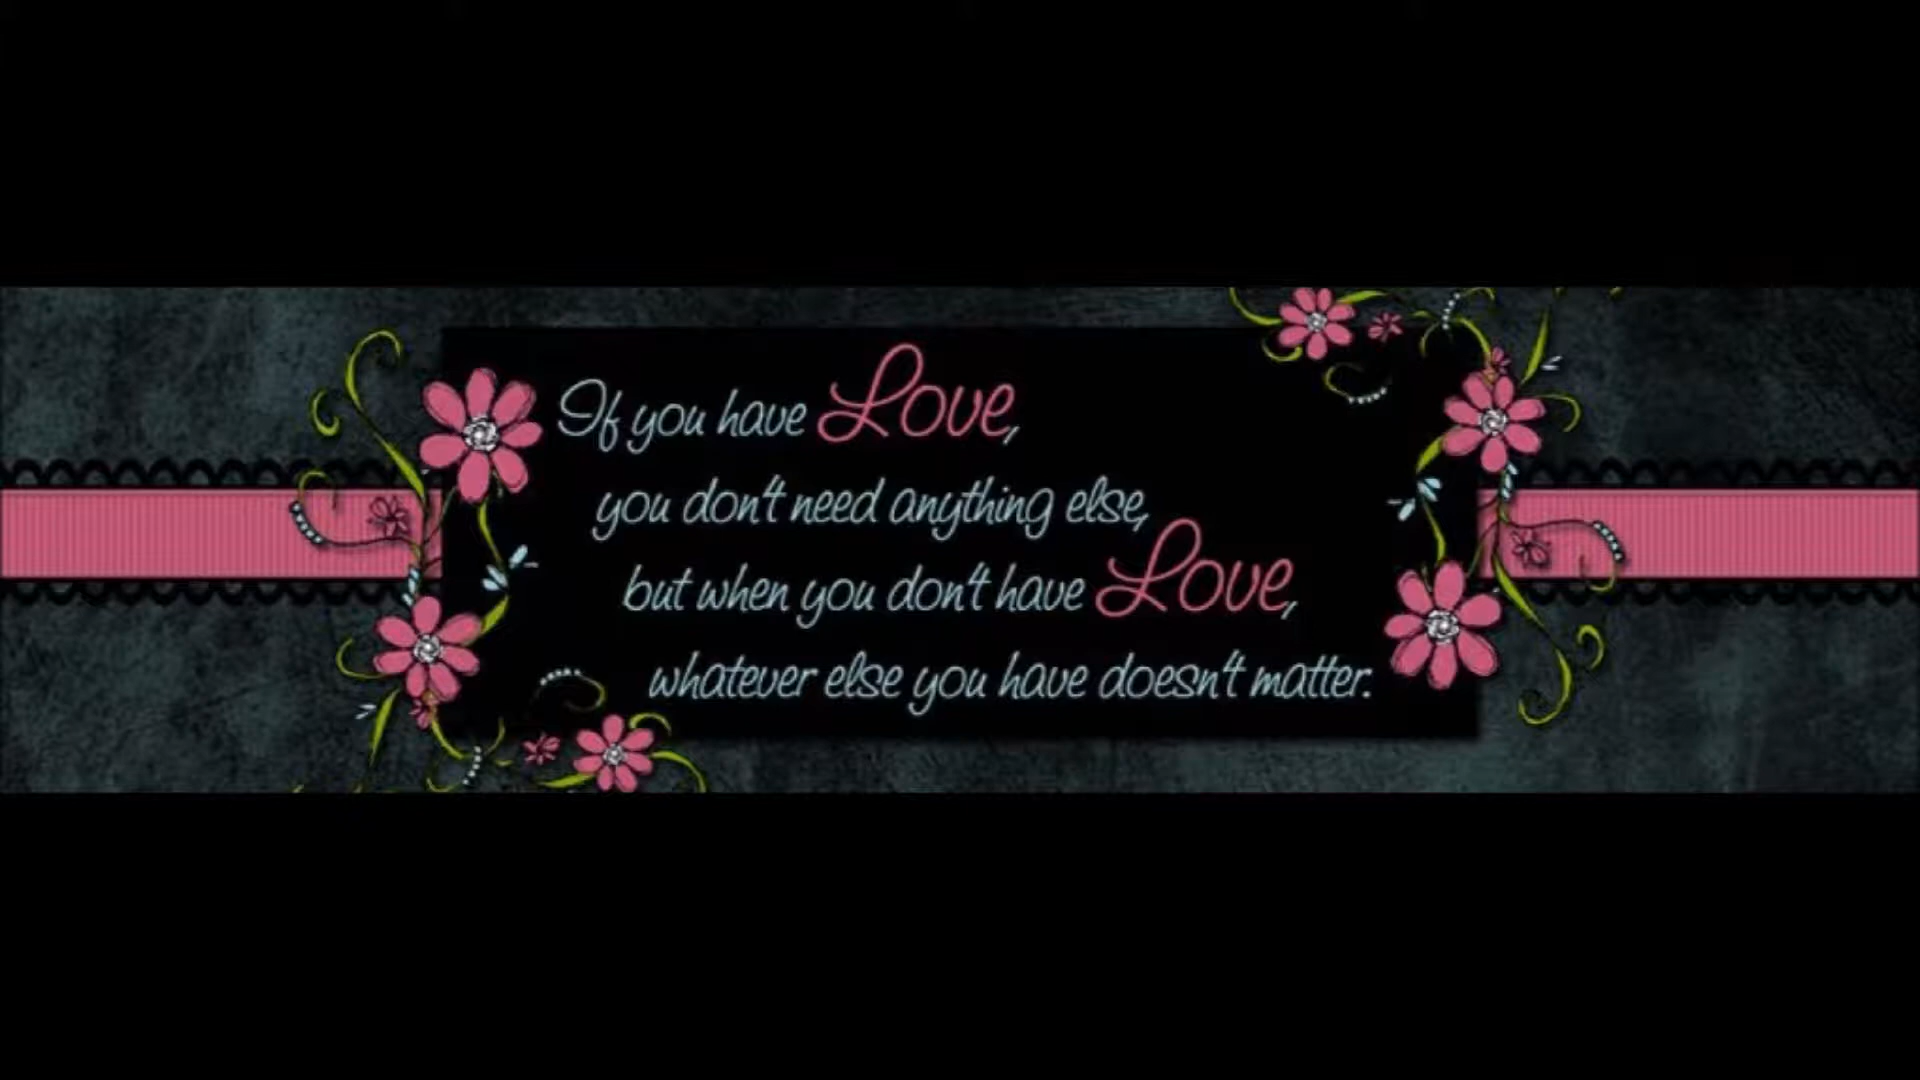 If you have Love,
you don't need anything else,
but when you don't have Love,
whatever else you have doesn't matter.